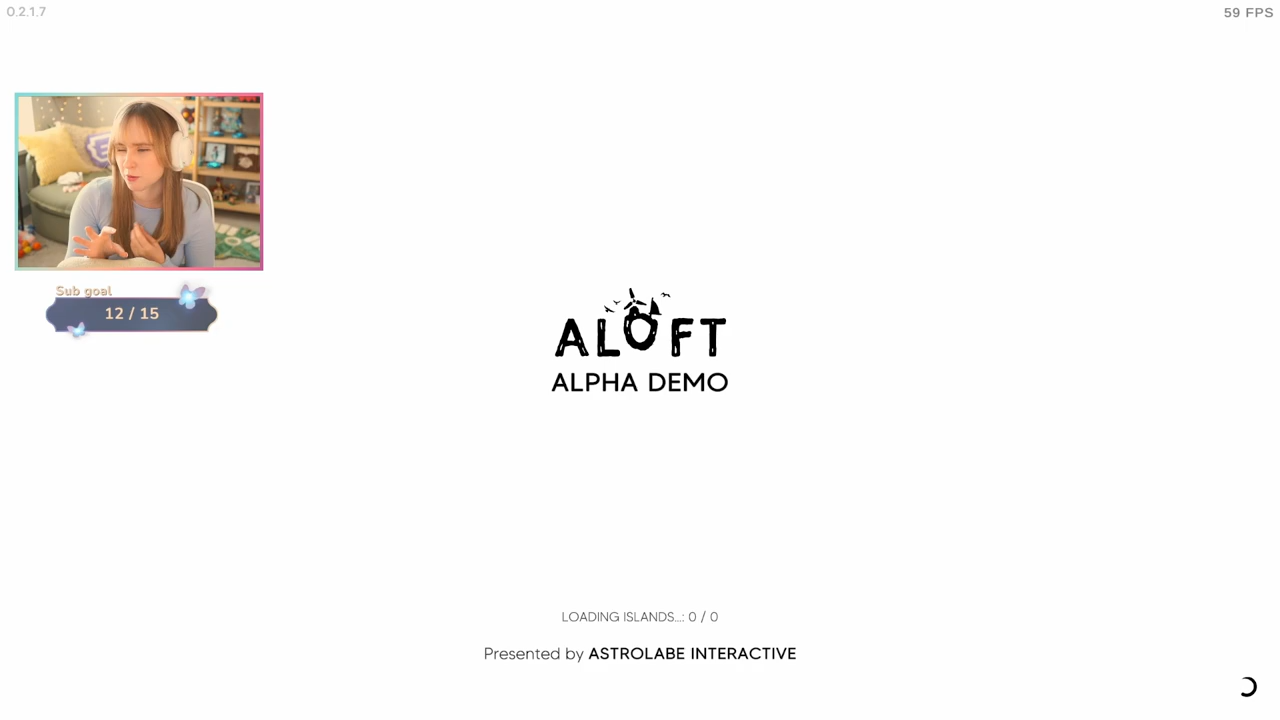 0.2.1.7
59 FPS
Sub goal
12 / 15
ALOFT
ALPHA DEMO
LOADING ISLANDS...: 0 / 0
Presented by ASTROLABE INTERACTIVE